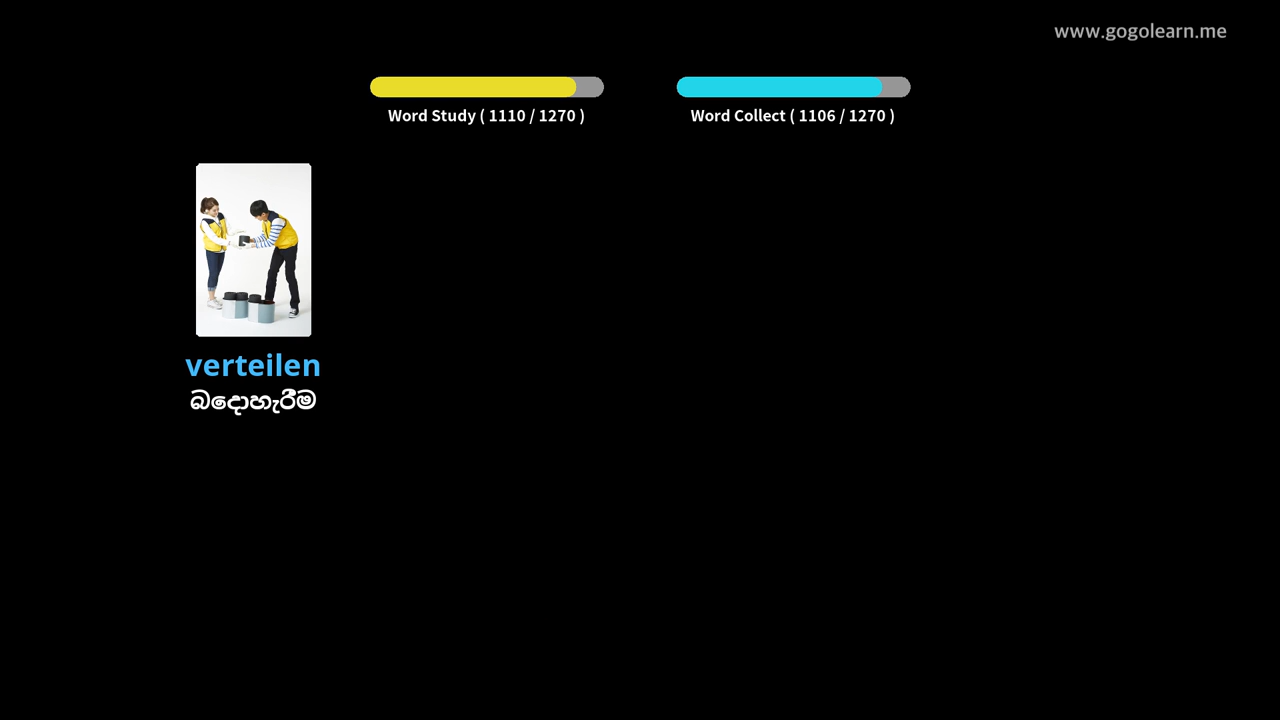 www.gogolearn.me
Word Study ( 1110 / 1270 )
Word Collect ( 1106 / 1270 )
verteilen
බෙදාහැරීම